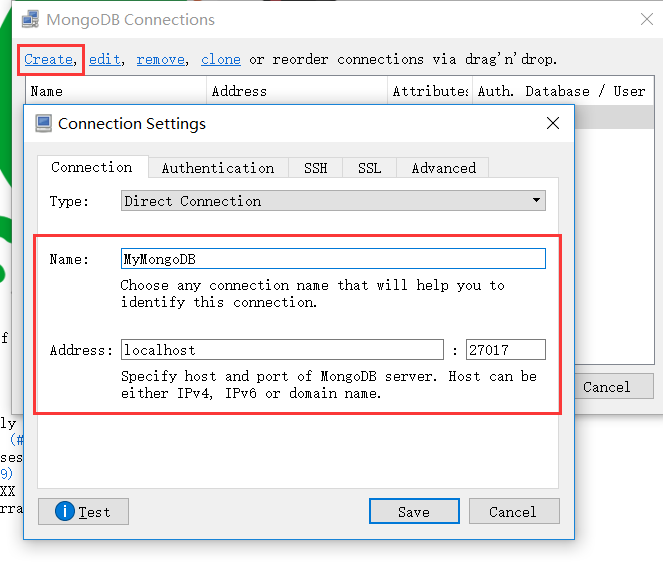 MongoDB Connections
Create, edit, remove, clone or reorder connections via drag'n'drop.
Name Address Attributes Auth. Database / User
Connection Settings
Connection Authentication SSH SSL Advanced
Type: Direct Connection
Name: MyMongoDB
Choose any connection name that will help you to
identify this connection.
Address: localhost : 27017
Specify host and port of MongoDB server. Host can be
either IPv4, IPv6 or domain name.
Test Save Cancel
Cancel
f
ly
(#
ses
9)
XX
rra